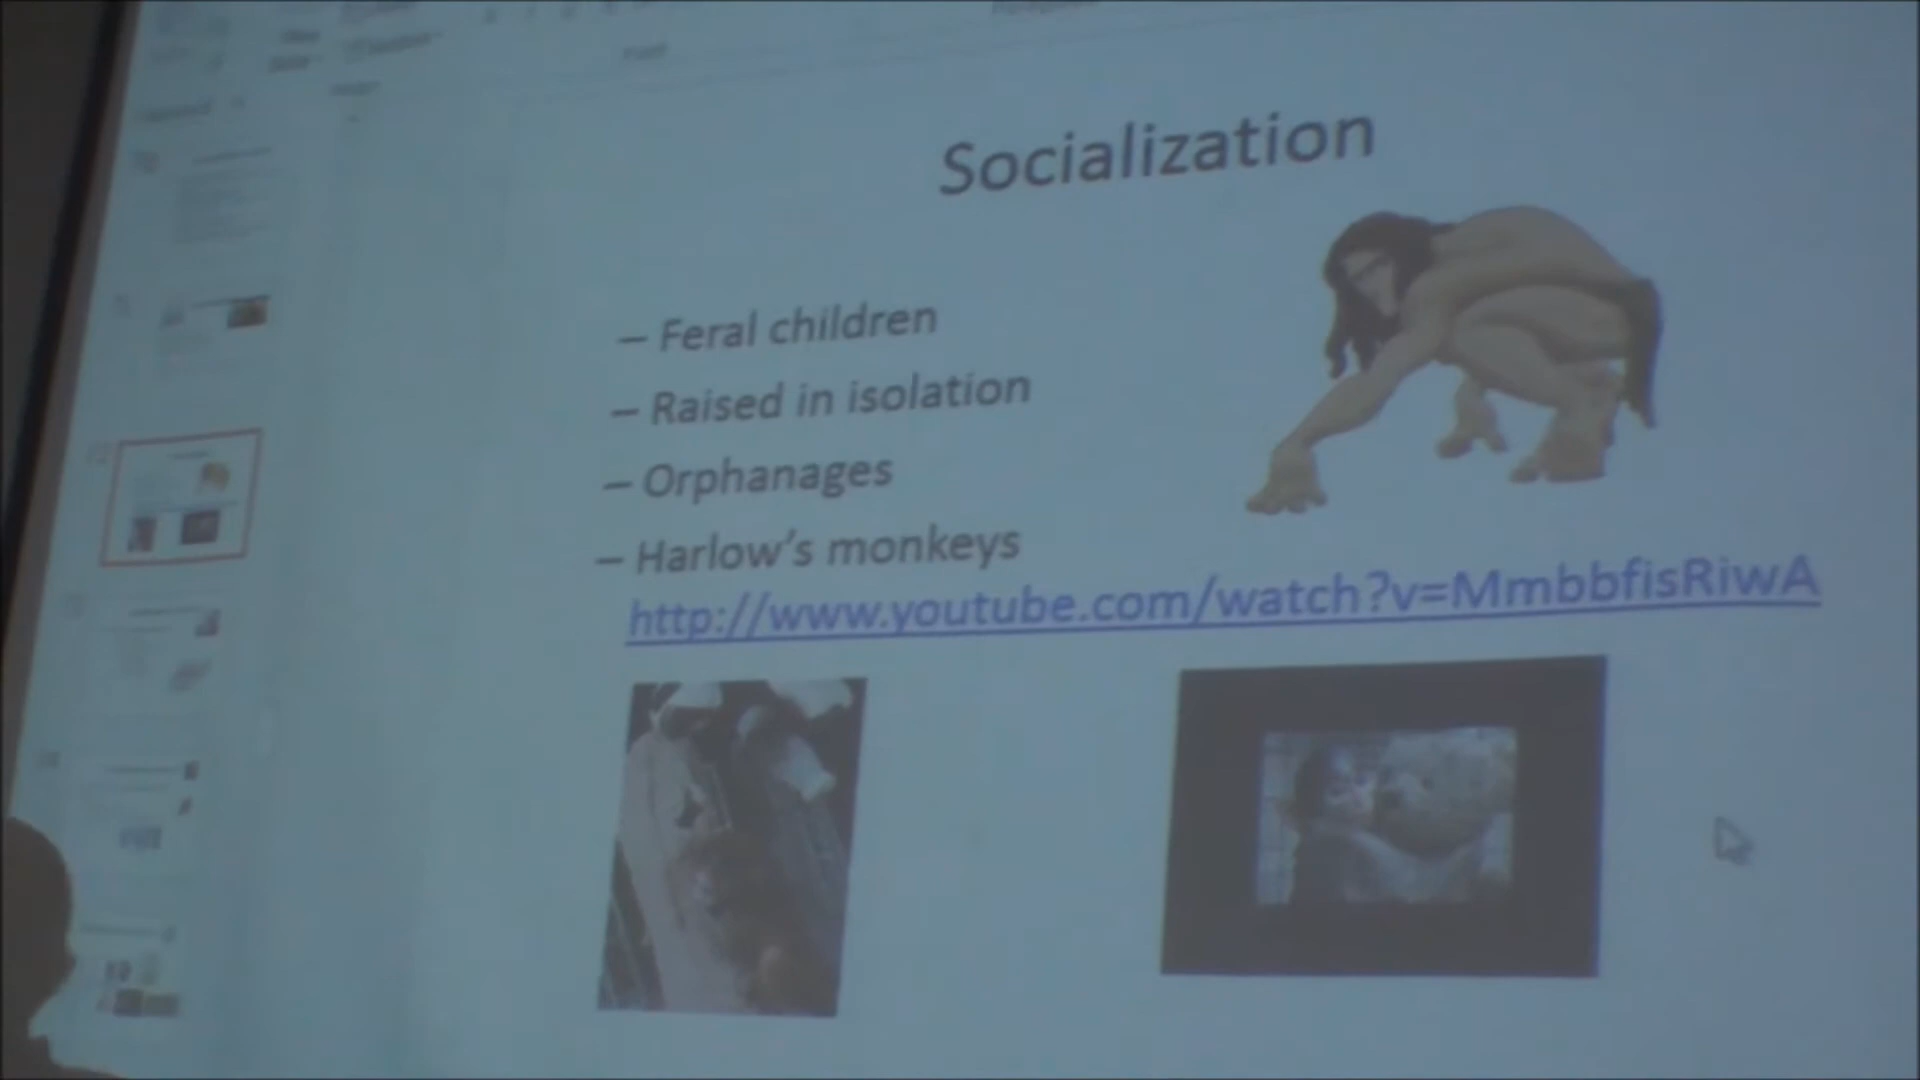 Socialization
– Feral children
– Raised in isolation
– Orphanages
– Harlow's monkeys
http://www.youtube.com/watch?v=MmbbfisRiwA